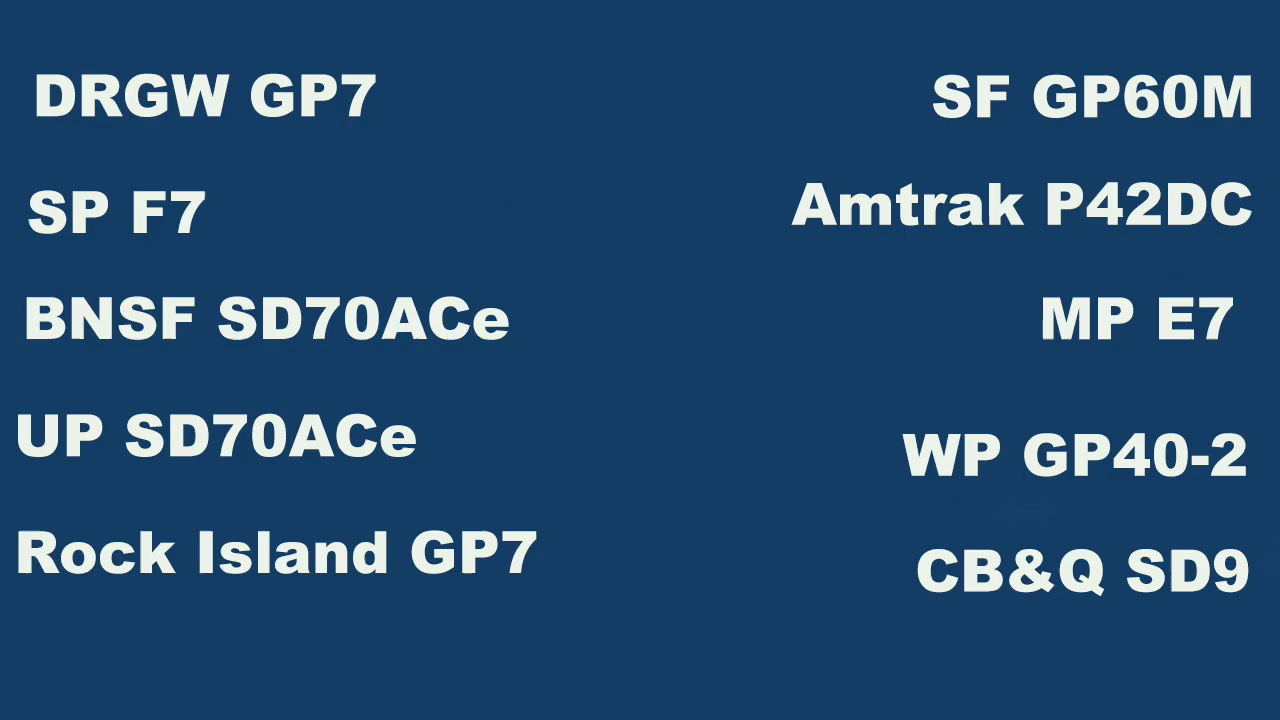 DRGW GP7
SP F7
BNSF SD70ACe
UP SD70ACe
Rock Island GP7
SF GP60M
Amtrak P42DC
MP E7
WP GP40-2
CB&Q SD9